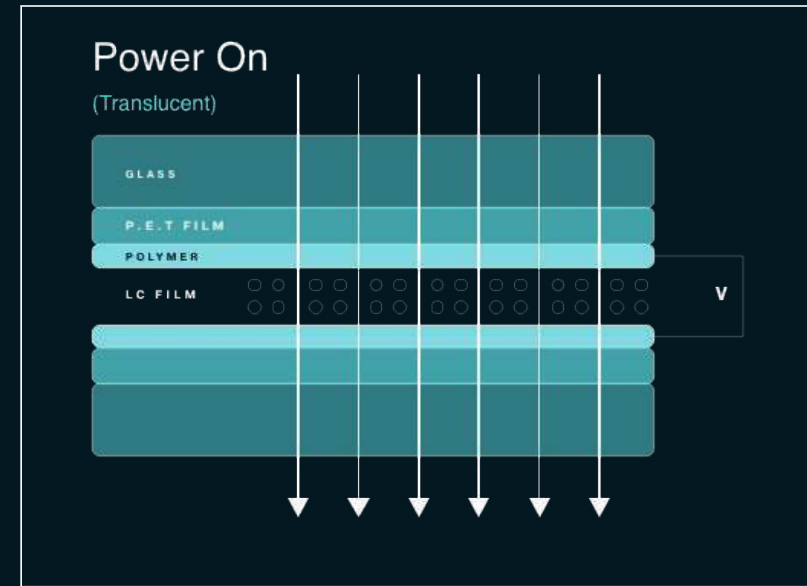 Power On
(Translucent)
GLASS
P.E.T FILM
POLYMER
LC FILM
V